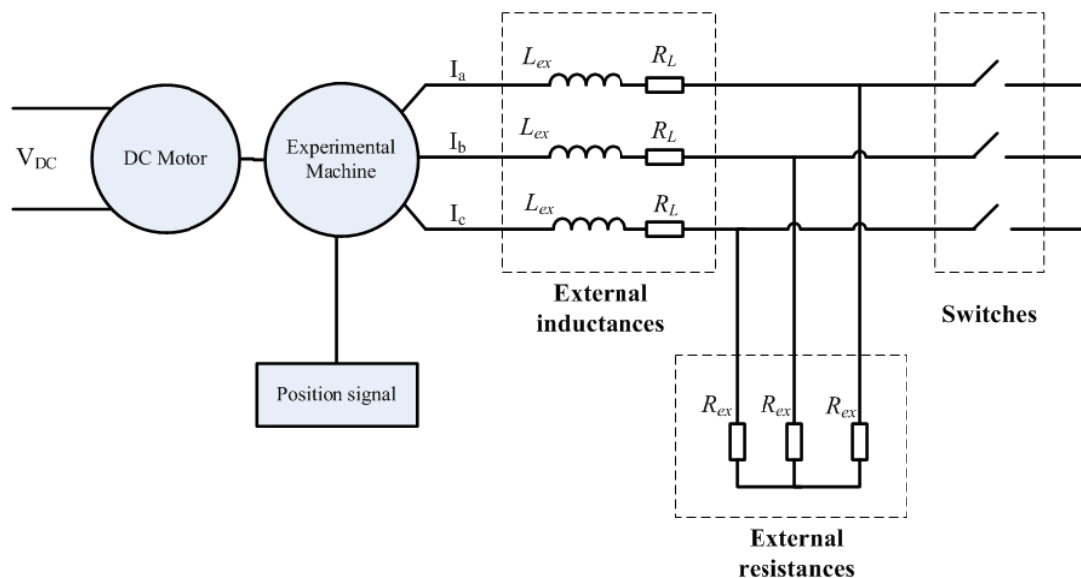 I_a
L_ex
R_L
V_DC
DC Motor
Experimental
Machine
I_b
L_ex
R_L
I_c
L_ex
R_L
External
inductances
Switches
Position signal
R_ex
R_ex
R_ex
External
resistances